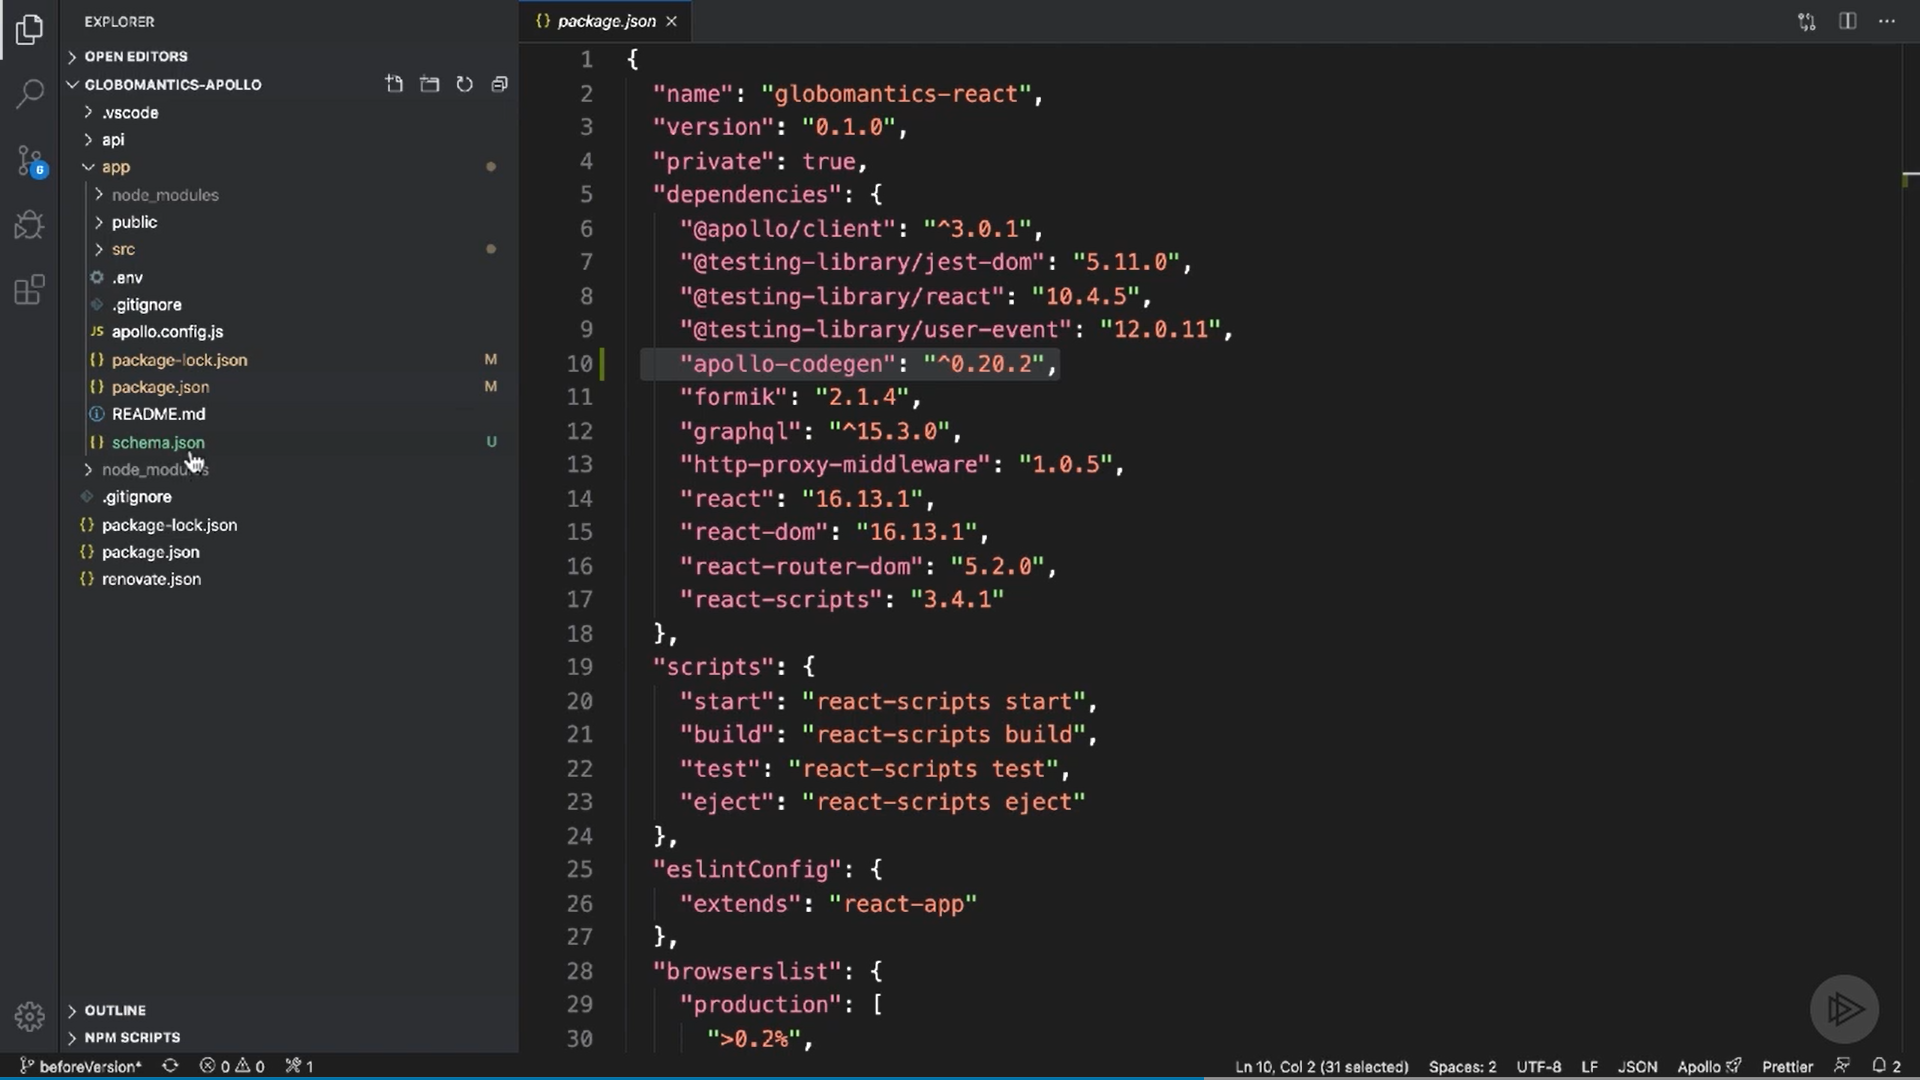 EXPLORER
OPEN EDITORS
GLOBOMANTICS-APOLLO
.vscode
api
app
node_modules
public
src
.env
.gitignore
JS apollo.config.js
{} package-lock.json M
{} package.json M
README.md
{} schema.json U
node_modules
.gitignore
{} package-lock.json
{} package.json
{} renovate.json
OUTLINE
NPM SCRIPTS
{} package.json
1 {
2 "name": "globomantics-react",
3 "version": "0.1.0",
4 "private": true,
5 "dependencies": {
6 "@apollo/client": "^3.0.1",
7 "@testing-library/jest-dom": "5.11.0",
8 "@testing-library/react": "10.4.5",
9 "@testing-library/user-event": "12.0.11",
10 "apollo-codegen": "^0.20.2",
11 "formik": "2.1.4",
12 "graphql": "^15.3.0",
13 "http-proxy-middleware": "1.0.5",
14 "react": "16.13.1",
15 "react-dom": "16.13.1",
16 "react-router-dom": "5.2.0",
17 "react-scripts": "3.4.1"
18 },
19 "scripts": {
20 "start": "react-scripts start",
21 "build": "react-scripts build",
22 "test": "react-scripts test",
23 "eject": "react-scripts eject"
24 },
25 "eslintConfig": {
26 "extends": "react-app"
27 },
28 "browserslist": {
29 "production": [
30 ">0.2%",
6
beforeVersion* 0 0 1 Ln 10, Col 2 (31 selected) Spaces: 2 UTF-8 LF JSON Apollo Prettier 2